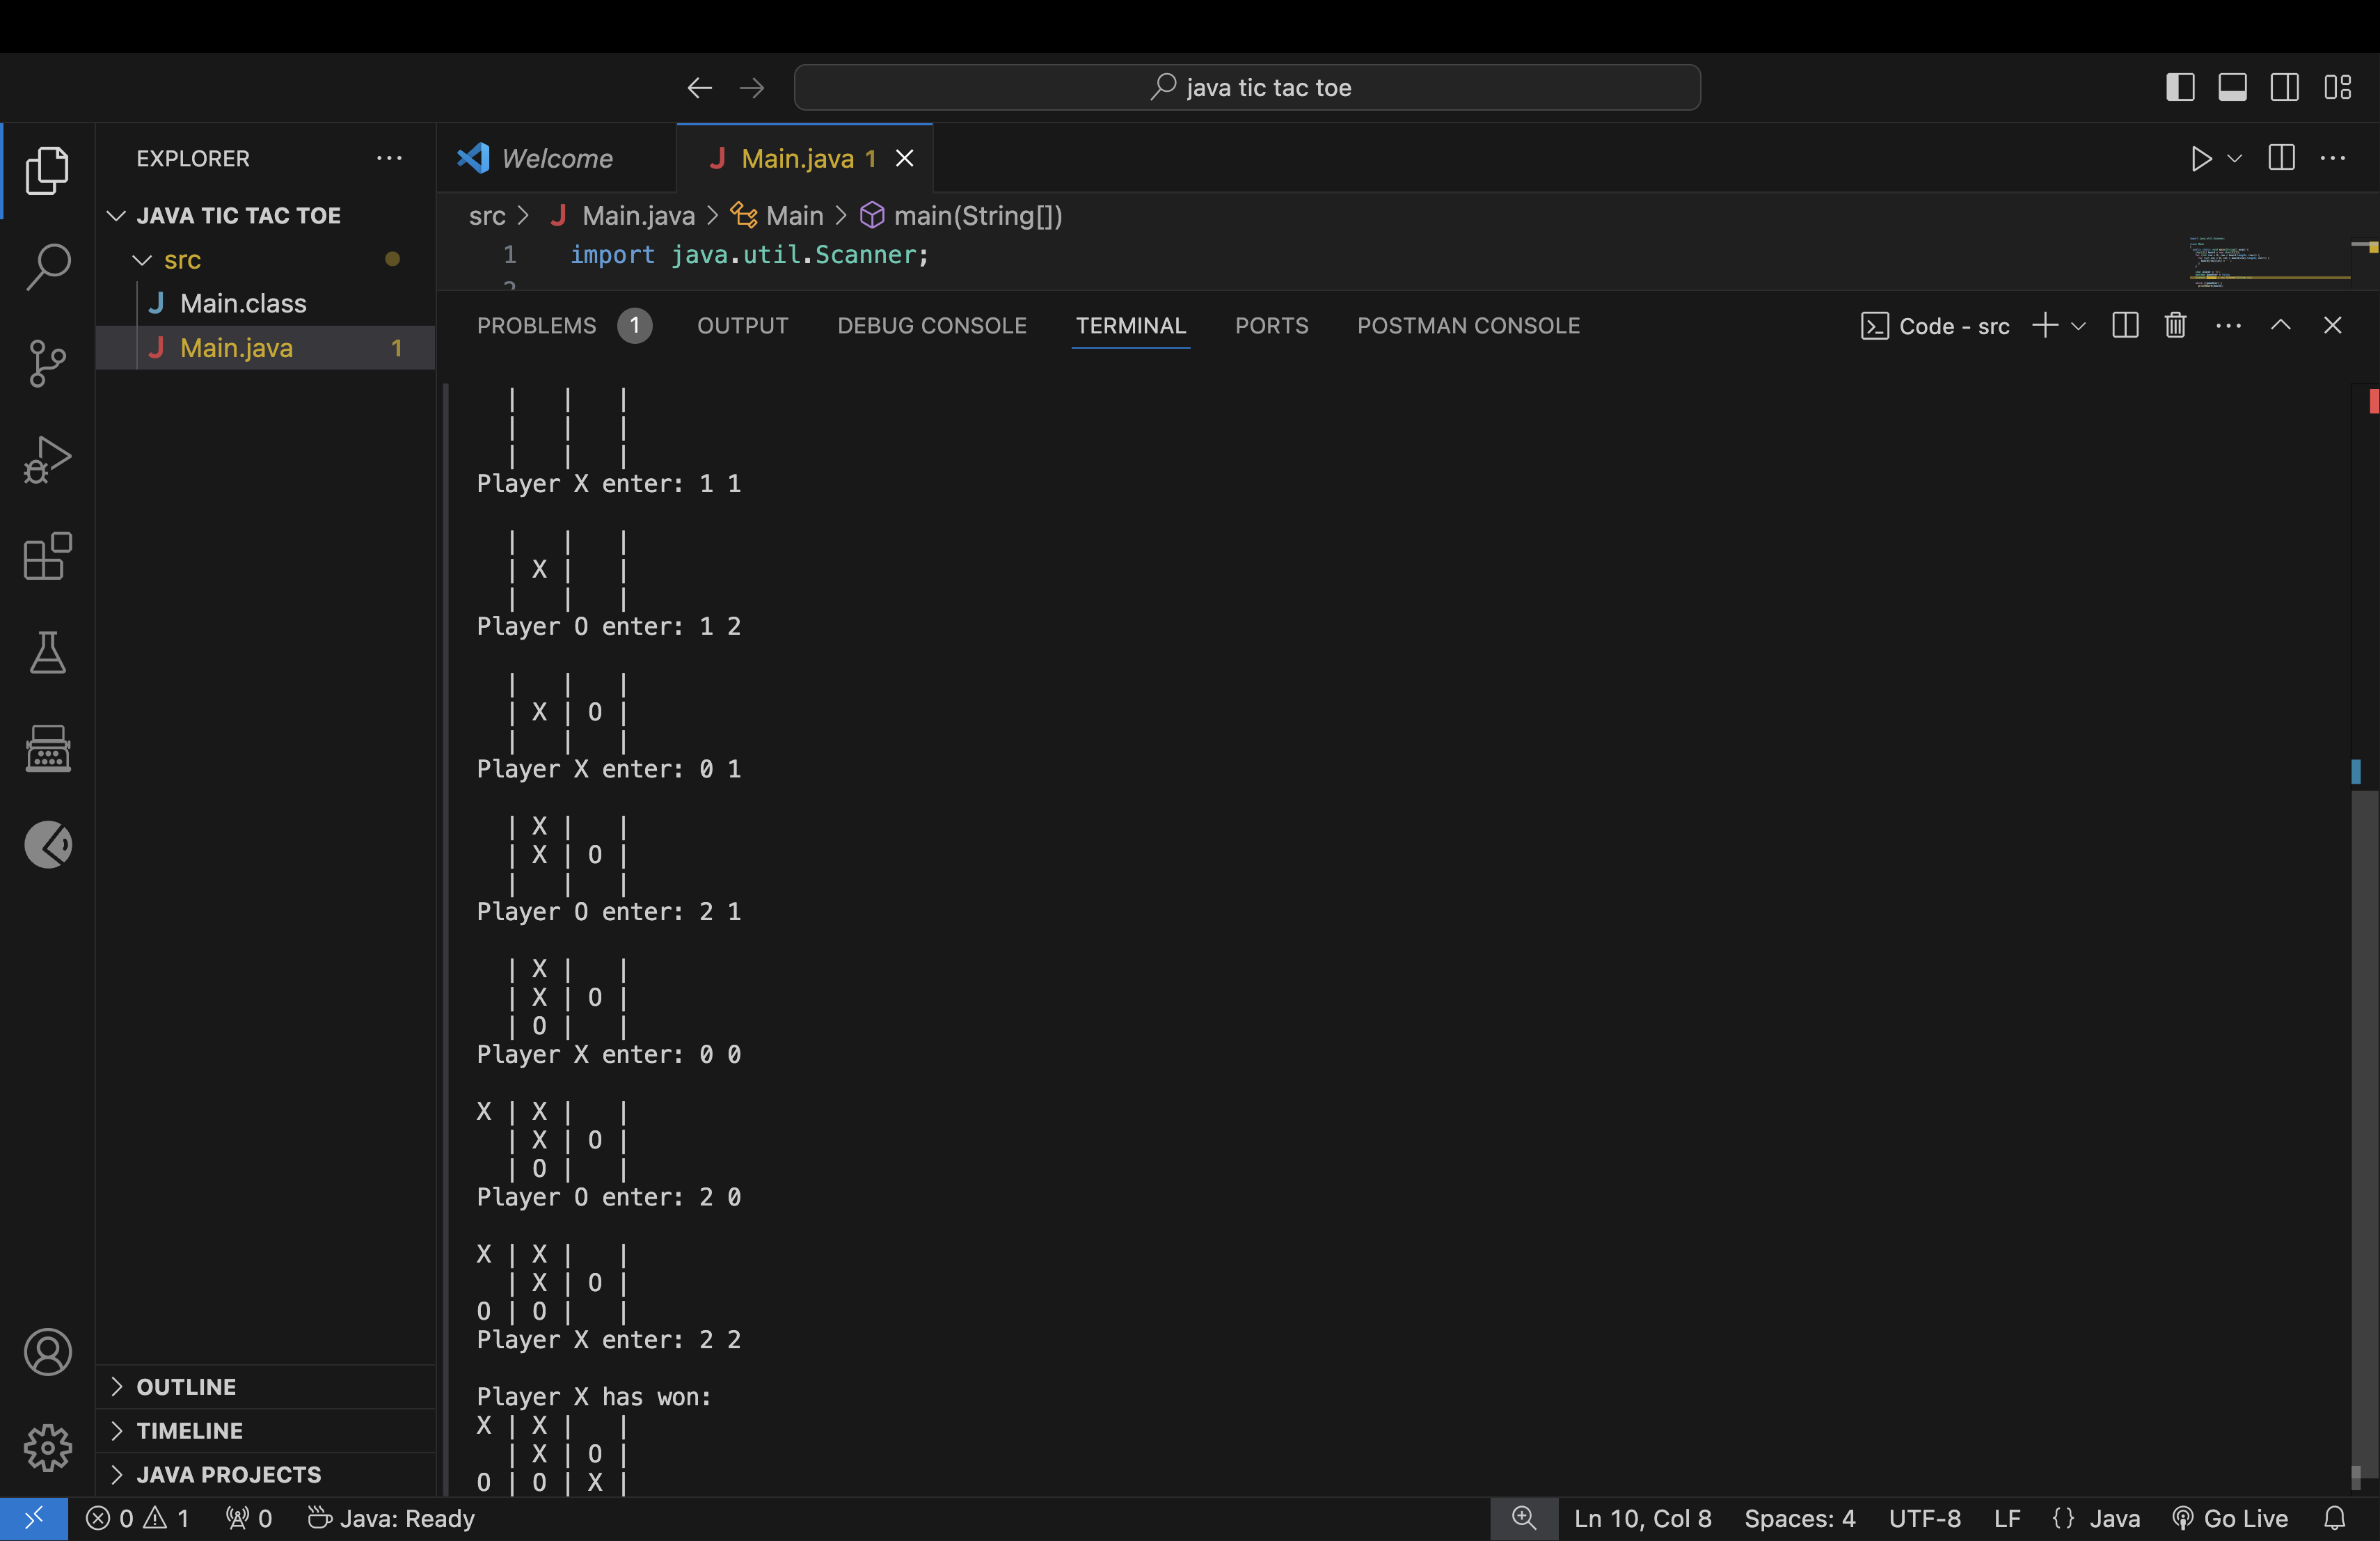 java tic tac toe
EXPLORER
JAVA TIC TAC TOE
src
Main.class
Main.java 1
OUTLINE
TIMELINE
JAVA PROJECTS
Welcome
Main.java 1
src > Main.java > Main > main(String[])
1 import java.util.Scanner;
2
PROBLEMS 1 OUTPUT DEBUG CONSOLE TERMINAL PORTS POSTMAN CONSOLE
Code - src
  |   |   |
  |   |   |
  |   |   |
Player X enter: 1 1
  |   |   |
  | X |   |
  |   |   |
Player O enter: 1 2
  |   |   |
  | X | O |
  |   |   |
Player X enter: 0 1
  | X |   |
  | X | O |
  |   |   |
Player O enter: 2 1
  | X |   |
  | X | O |
  | O |   |
Player X enter: 0 0
X | X |   |
  | X | O |
  | O |   |
Player O enter: 2 0
X | X |   |
  | X | O |
O | O |   |
Player X enter: 2 2
Player X has won:
X | X |   |
  | X | O |
O | O | X |
0 1 0 Java: Ready
Ln 10, Col 8 Spaces: 4 UTF-8 LF {} Java Go Live